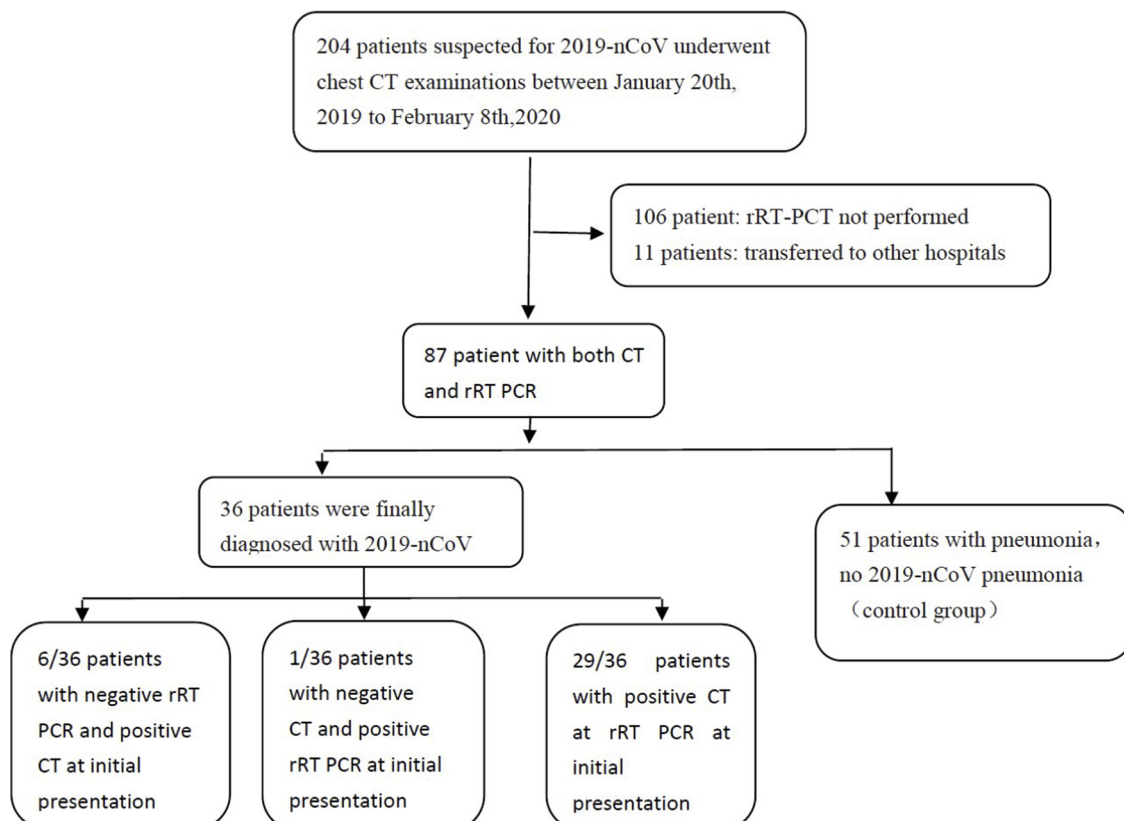 204 patients suspected for 2019-nCoV underwent
chest CT examinations between January 20th,
2019 to February 8th,2020
106 patient: rRT-PCT not performed
11 patients: transferred to other hospitals
87 patient with both CT
and rRT PCR
36 patients were finally
diagnosed with 2019-nCoV
51 patients with pneumonia，
no 2019-nCoV pneumonia
（control group）
6/36 patients
with negative rRT
PCR and positive
CT at initial
presentation
1/36 patients
with negative
CT and positive
rRT PCR at initial
presentation
29/36 patients
with positive CT
at rRT PCR at
initial
presentation